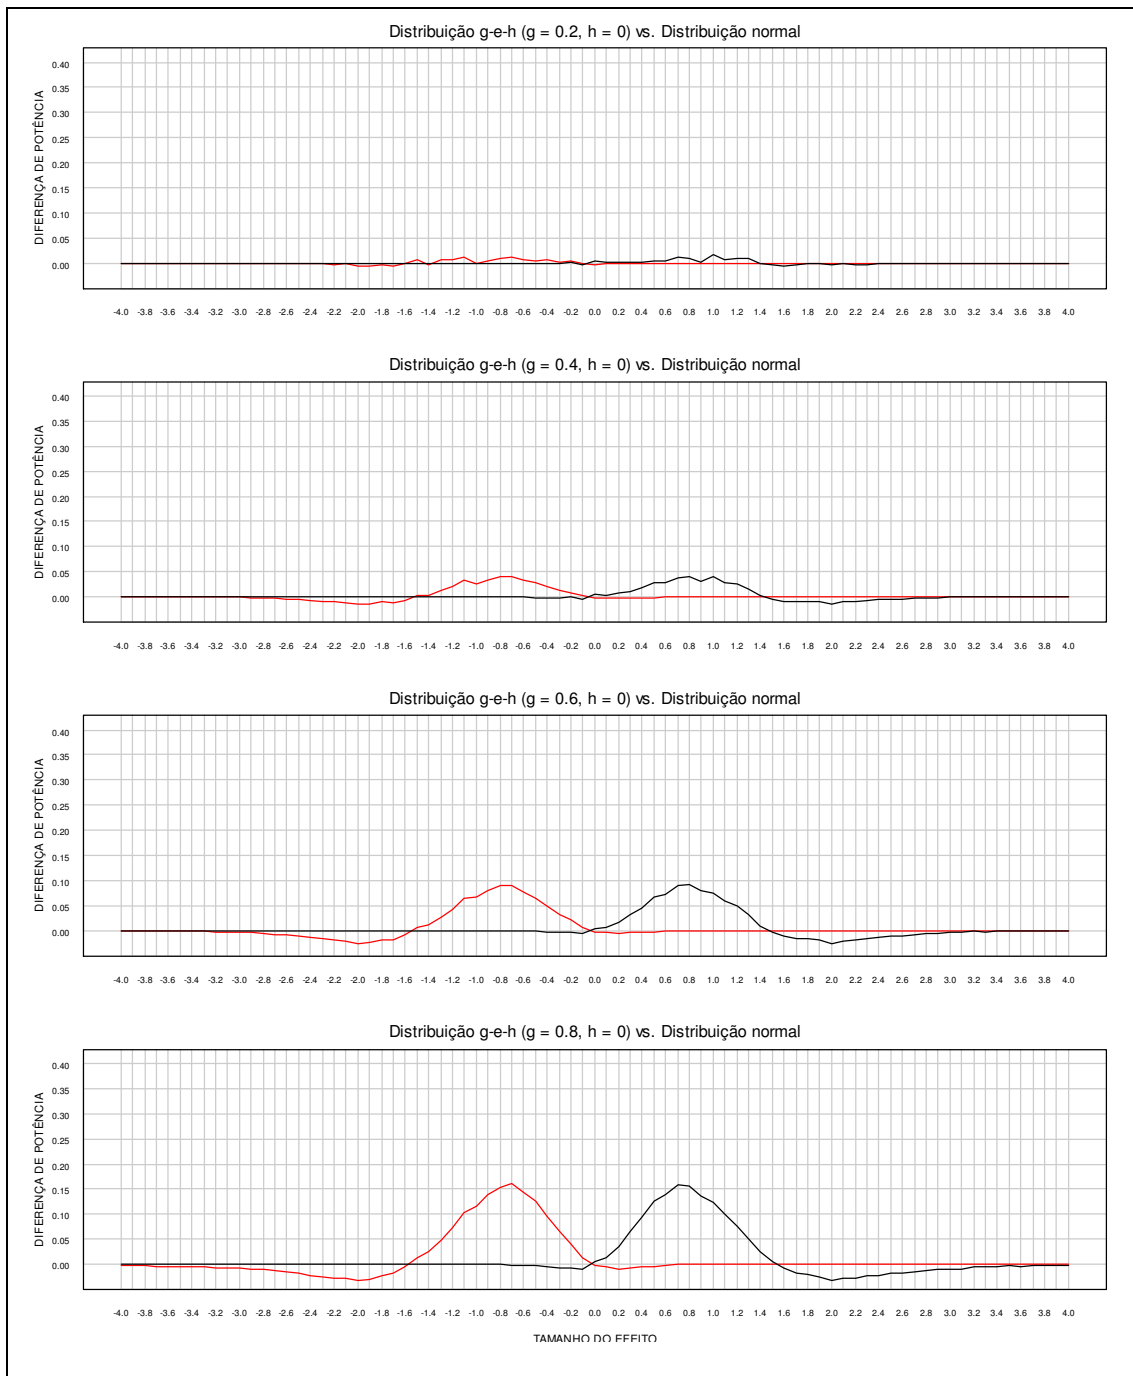 Distribuição g-e-h (g = 0.2, h = 0) vs. Distribuição normal
DIFERENÇA DE POTÊNCIA
0.40
0.35
0.30
0.25
0.20
0.15
0.10
0.05
0.00
-4.0 -3.8 -3.6 -3.4 -3.2 -3.0 -2.8 -2.6 -2.4 -2.2 -2.0 -1.8 -1.6 -1.4 -1.2 -1.0 -0.8 -0.6 -0.4 -0.2 0.0 0.2 0.4 0.6 0.8 1.0 1.2 1.4 1.6 1.8 2.0 2.2 2.4 2.6 2.8 3.0 3.2 3.4 3.6 3.8 4.0
Distribuição g-e-h (g = 0.4, h = 0) vs. Distribuição normal
DIFERENÇA DE POTÊNCIA
0.40
0.35
0.30
0.25
0.20
0.15
0.10
0.05
0.00
-4.0 -3.8 -3.6 -3.4 -3.2 -3.0 -2.8 -2.6 -2.4 -2.2 -2.0 -1.8 -1.6 -1.4 -1.2 -1.0 -0.8 -0.6 -0.4 -0.2 0.0 0.2 0.4 0.6 0.8 1.0 1.2 1.4 1.6 1.8 2.0 2.2 2.4 2.6 2.8 3.0 3.2 3.4 3.6 3.8 4.0
Distribuição g-e-h (g = 0.6, h = 0) vs. Distribuição normal
DIFERENÇA DE POTÊNCIA
0.40
0.35
0.30
0.25
0.20
0.15
0.10
0.05
0.00
-4.0 -3.8 -3.6 -3.4 -3.2 -3.0 -2.8 -2.6 -2.4 -2.2 -2.0 -1.8 -1.6 -1.4 -1.2 -1.0 -0.8 -0.6 -0.4 -0.2 0.0 0.2 0.4 0.6 0.8 1.0 1.2 1.4 1.6 1.8 2.0 2.2 2.4 2.6 2.8 3.0 3.2 3.4 3.6 3.8 4.0
Distribuição g-e-h (g = 0.8, h = 0) vs. Distribuição normal
DIFERENÇA DE POTÊNCIA
0.40
0.35
0.30
0.25
0.20
0.15
0.10
0.05
0.00
-4.0 -3.8 -3.6 -3.4 -3.2 -3.0 -2.8 -2.6 -2.4 -2.2 -2.0 -1.8 -1.6 -1.4 -1.2 -1.0 -0.8 -0.6 -0.4 -0.2 0.0 0.2 0.4 0.6 0.8 1.0 1.2 1.4 1.6 1.8 2.0 2.2 2.4 2.6 2.8 3.0 3.2 3.4 3.6 3.8 4.0
TAMANHO DO EFEITO